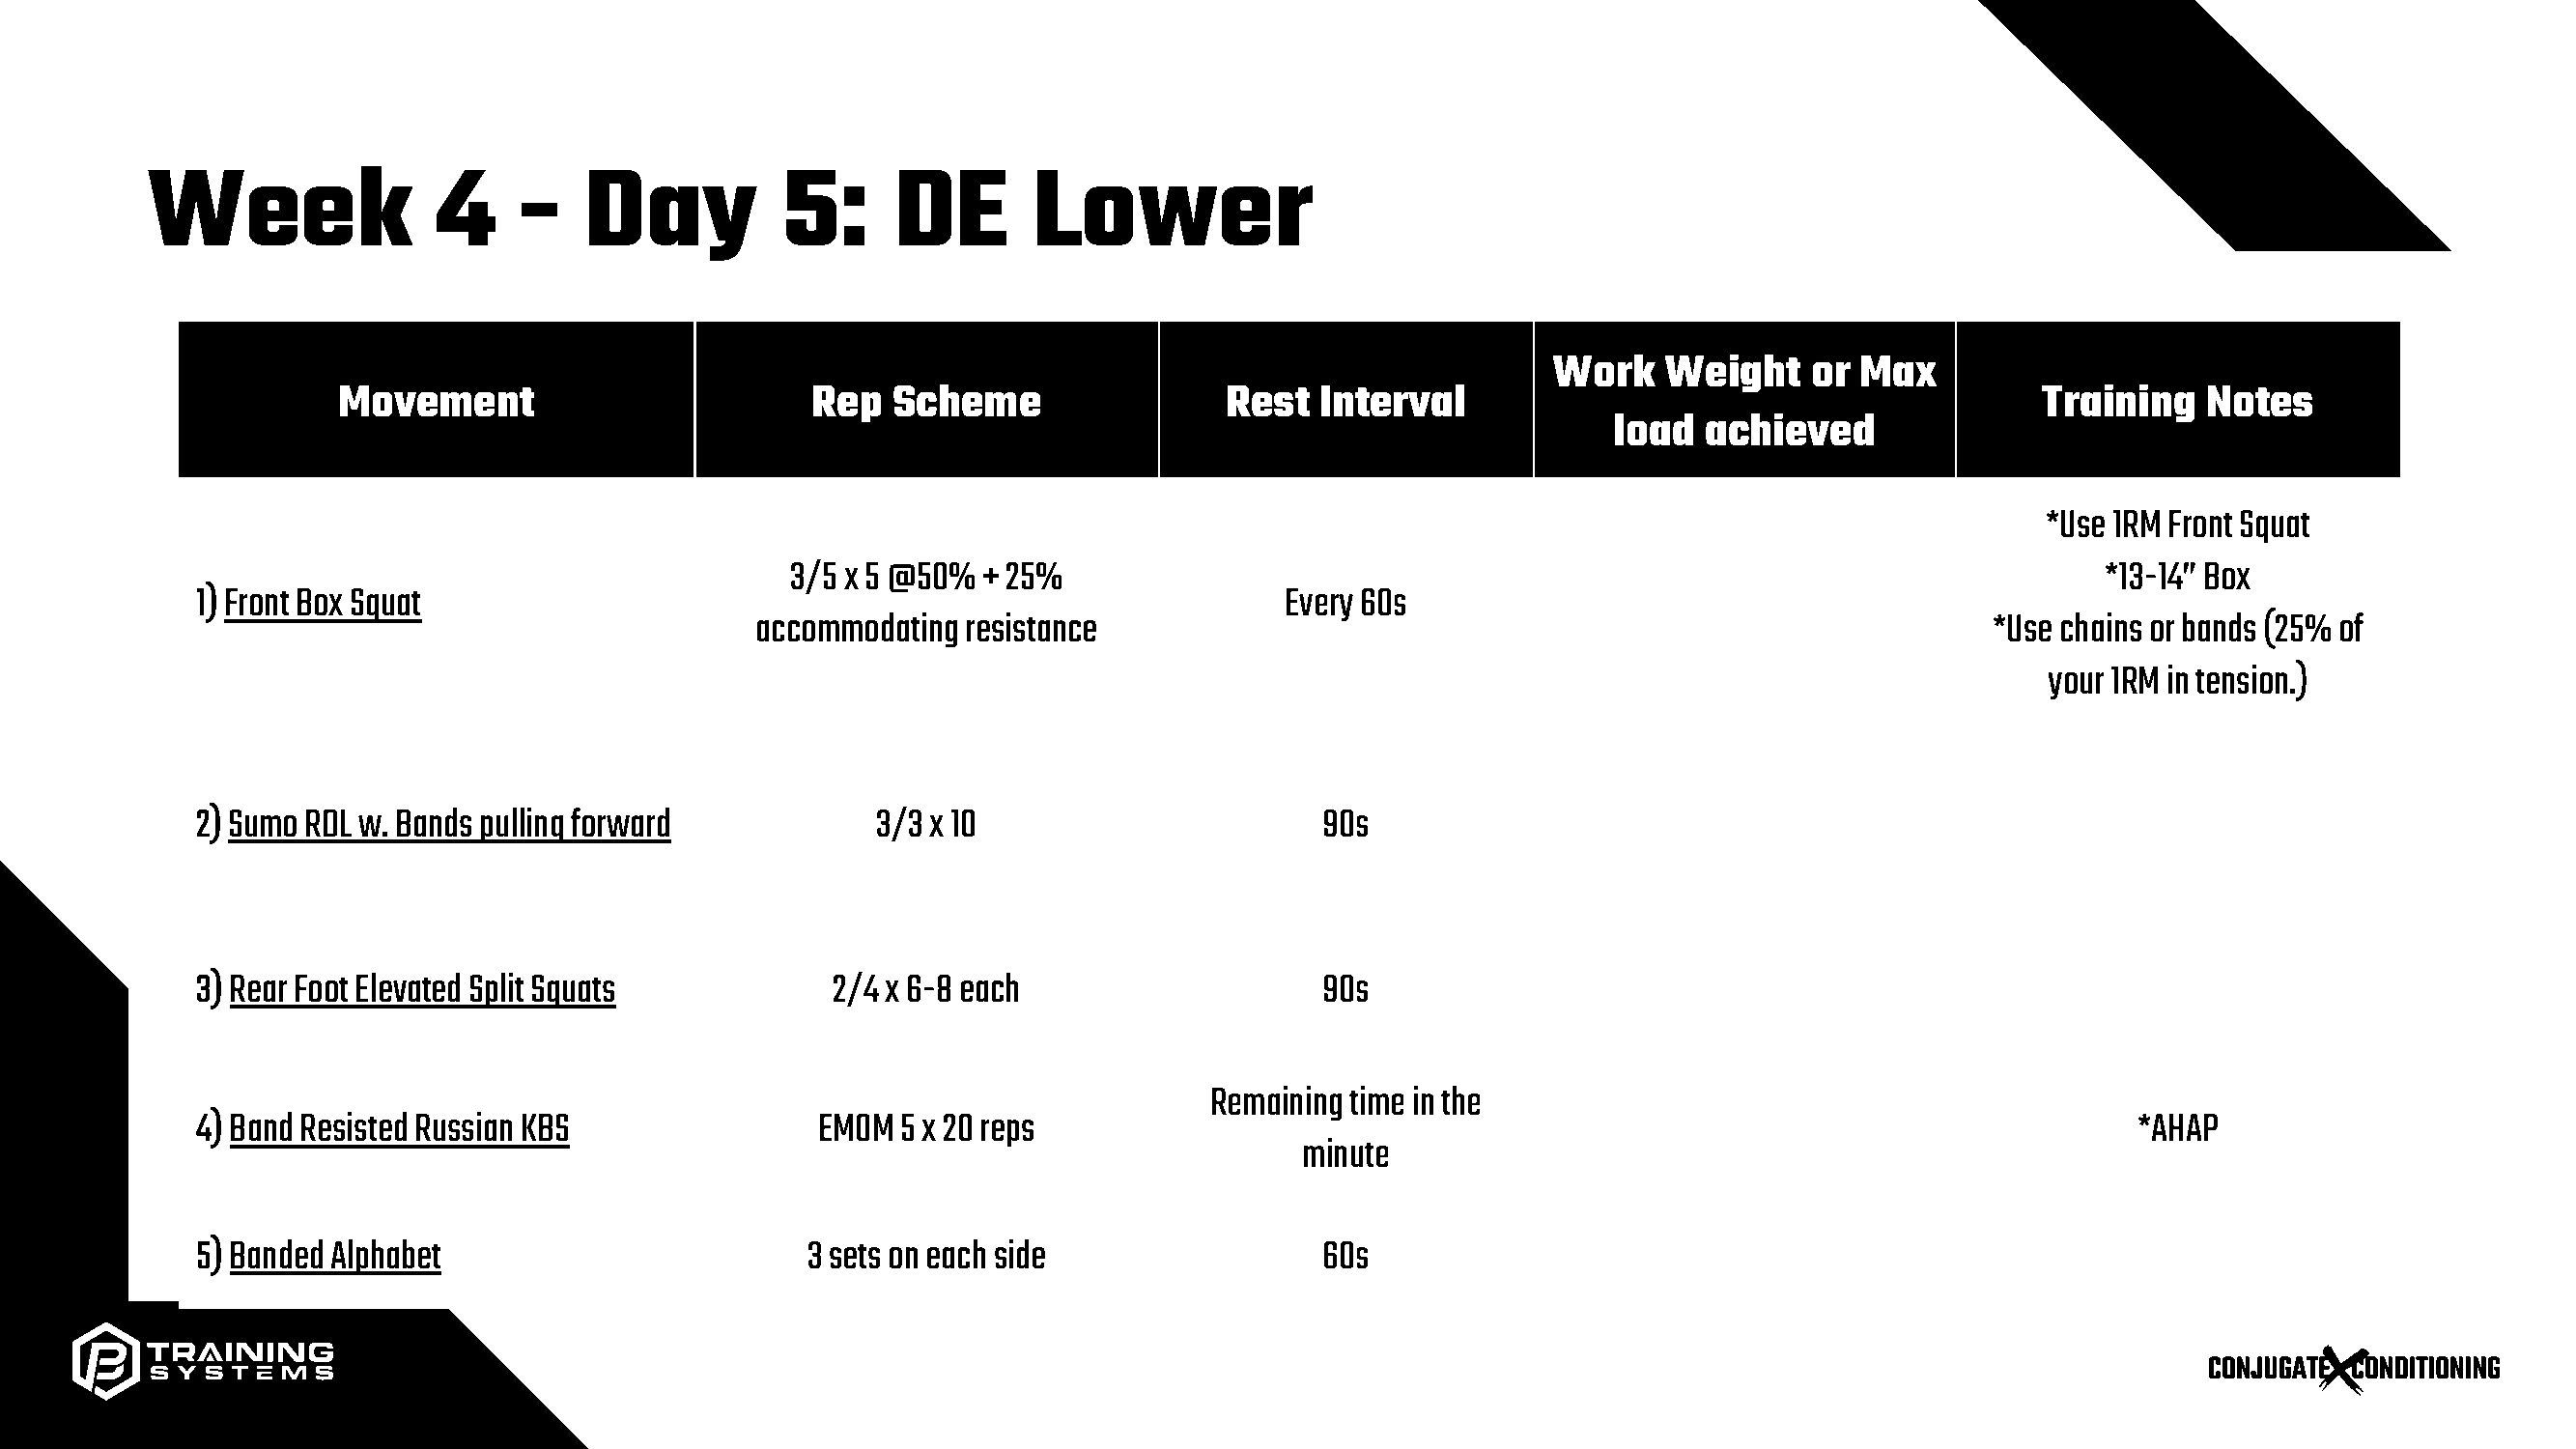 Week 4 - Day 5: DE Lower
Movement
Rep Scheme
Rest Interval
Work Weight or Max
load achieved
Training Notes
1) Front Box Squat
3/5 x 5 @50% + 25%
accommodating resistance
Every 60s
*Use 1RM Front Squat
*13-14” Box
*Use chains or bands (25% of
your 1RM in tension.)
2) Sumo RDL w. Bands pulling forward
3/3 x 10
90s
3) Rear Foot Elevated Split Squats
2/4 x 6-8 each
90s
4) Band Resisted Russian KBS
EMOM 5 x 20 reps
Remaining time in the
minute
*AHAP
5) Banded Alphabet
3 sets on each side
60s
TRAINING
SYSTEMS
CONJUGATE X CONDITIONING